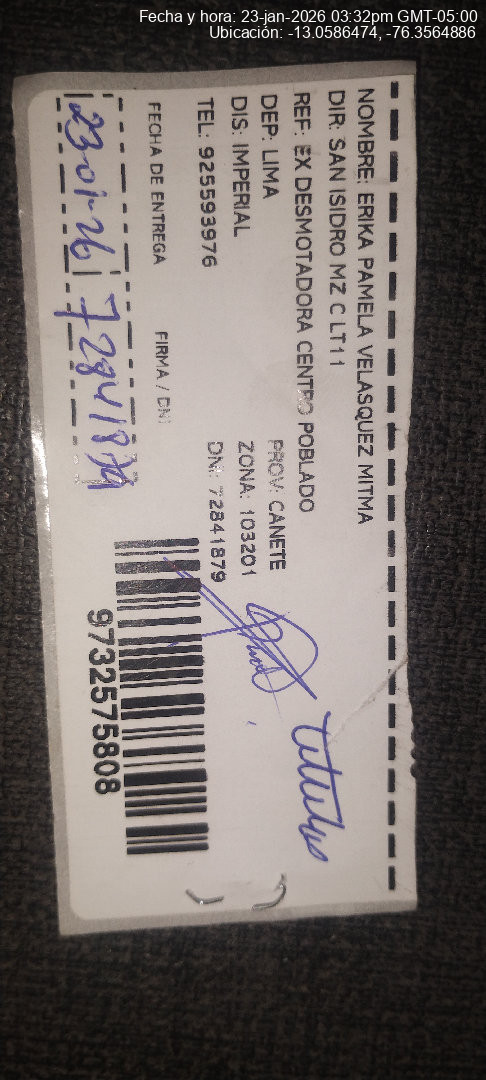 Fecha y hora: 23-jan-2026 03:32pm GMT-05:00
Ubicación: -13.0586474, -76.3564886
NOMBRE: ERIKA PAMELA VELASQUEZ MITMA
DIR: SAN ISIDRO MZ C LT11
REF: EX DESMOTADORA CENTRO POBLADO
DEP: LIMA PROV: CANETE
DIS: IMPERIAL ZONA: 103201
TEL: 925593976 DNI: 72841879
FECHA DE ENTREGA FIRMA / DNI
23-01-26 72841879
Titular
9732575808